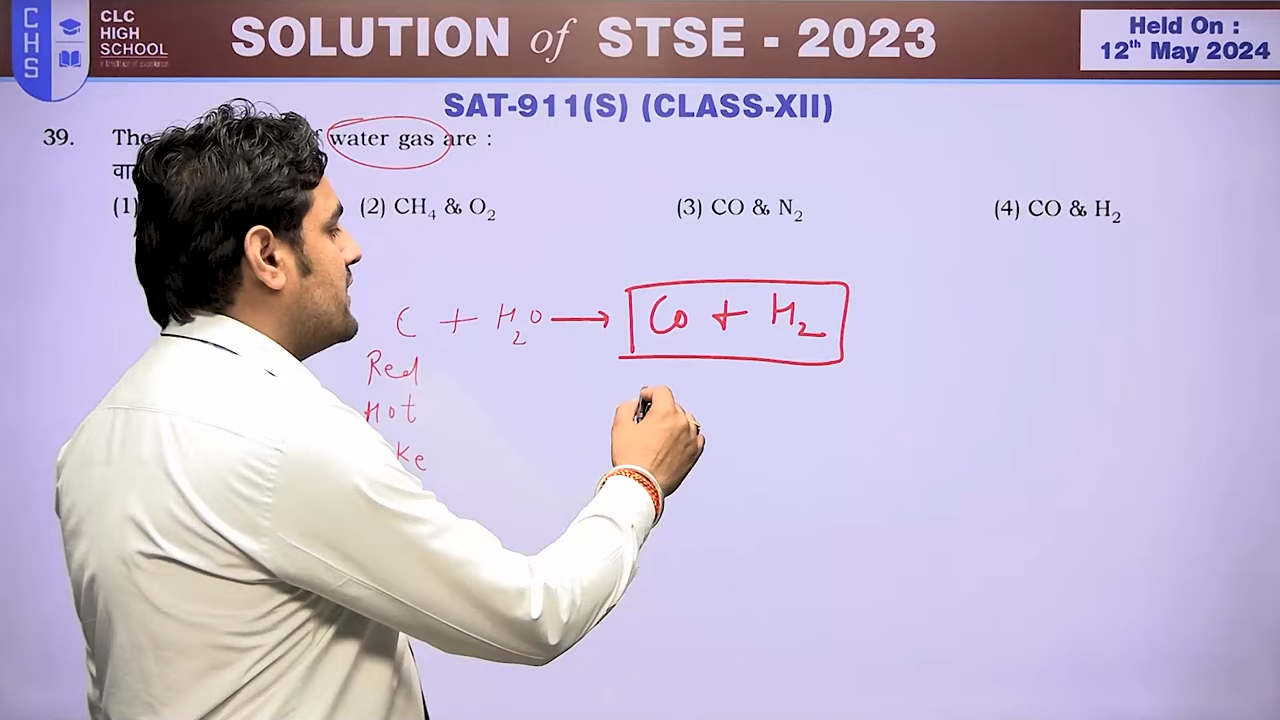 CHS
CLC
HIGH
SCHOOL
SOLUTION of STSE - 2023
Held On :
12th May 2024
SAT-911(S) (CLASS-XII)
39. The water gas are :
(1) (2) CH₄ & O₂ (3) CO & N₂ (4) CO & H₂
C + H₂O → Co + H₂
Red
Hot
ke